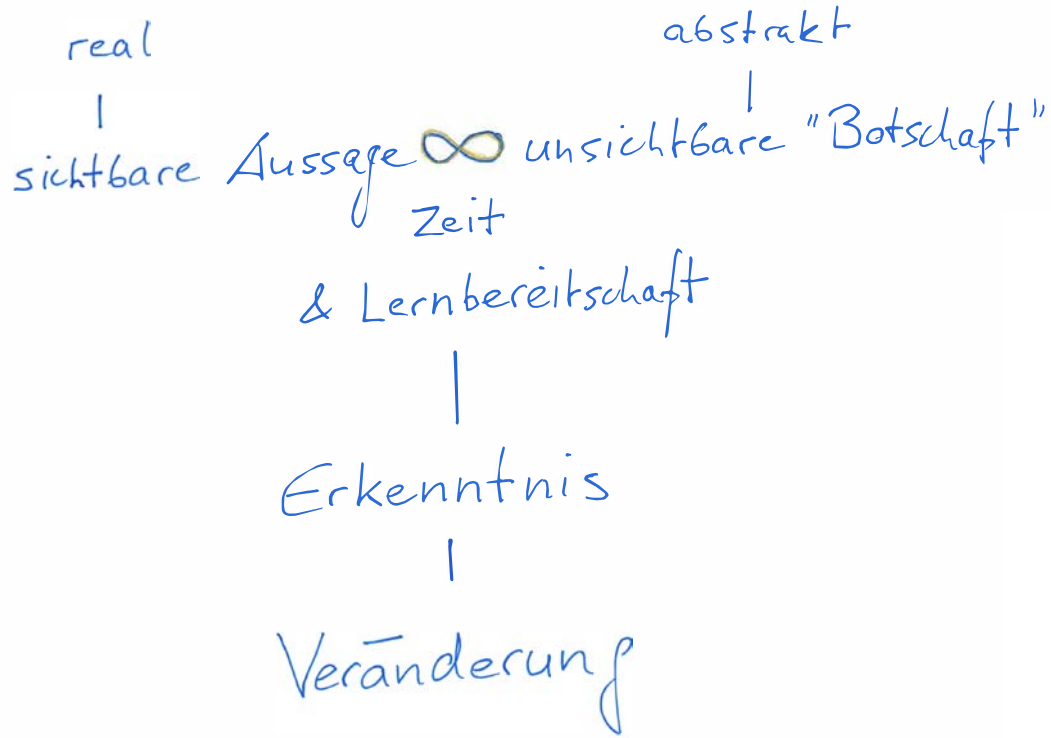 real abstrakt
sichtbare Aussage ∞ unsichtbare "Botschaft"
Zeit
& Lernbereitschaft
Erkenntnis
Veränderung